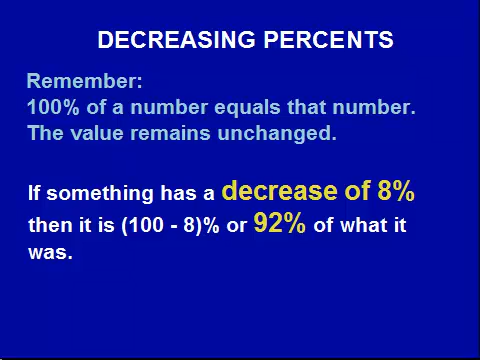 DECREASING PERCENTS
Remember:
100% of a number equals that number.
The value remains unchanged.
If something has a decrease of 8%
then it is (100 - 8)% or 92% of what it
was.